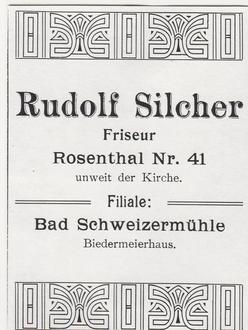 Rudolf Silcher
Friseur
Rosenthal Nr. 41
unweit der Kirche.
Filiale:
Bad Schweizermühle
Biedermeierhaus.